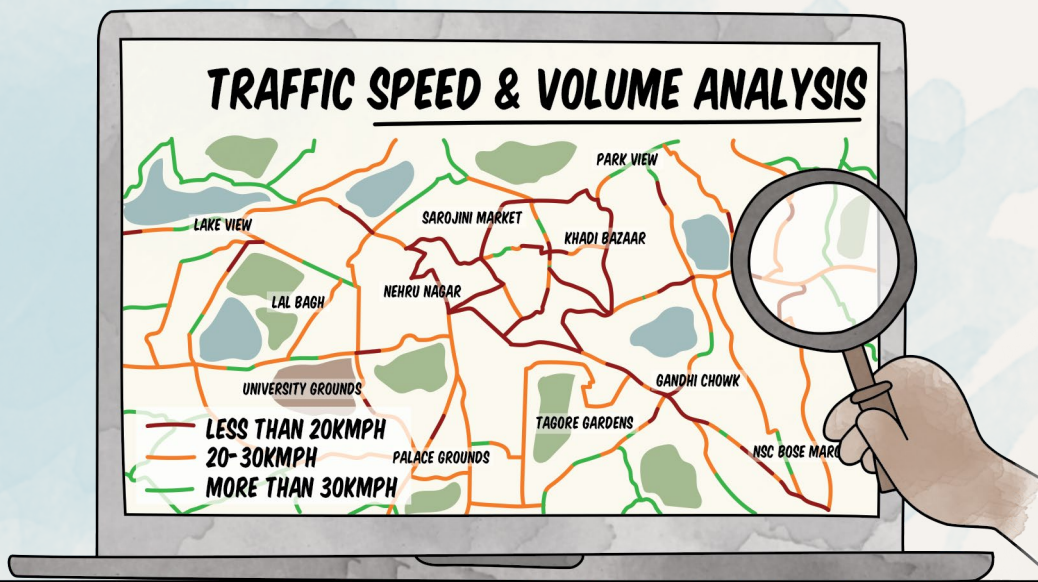 TRAFFIC SPEED & VOLUME ANALYSIS
PARK VIEW
SAROJINI MARKET
LAKE VIEW
KHADI BAZAAR
NEHRU NAGAR
LAL BAGH
GANDHI CHOWK
UNIVERSITY GROUNDS
TAGORE GARDENS
LESS THAN 20KMPH
20-30KMPH
MORE THAN 30KMPH
PALACE GROUNDS
NSC BOSE